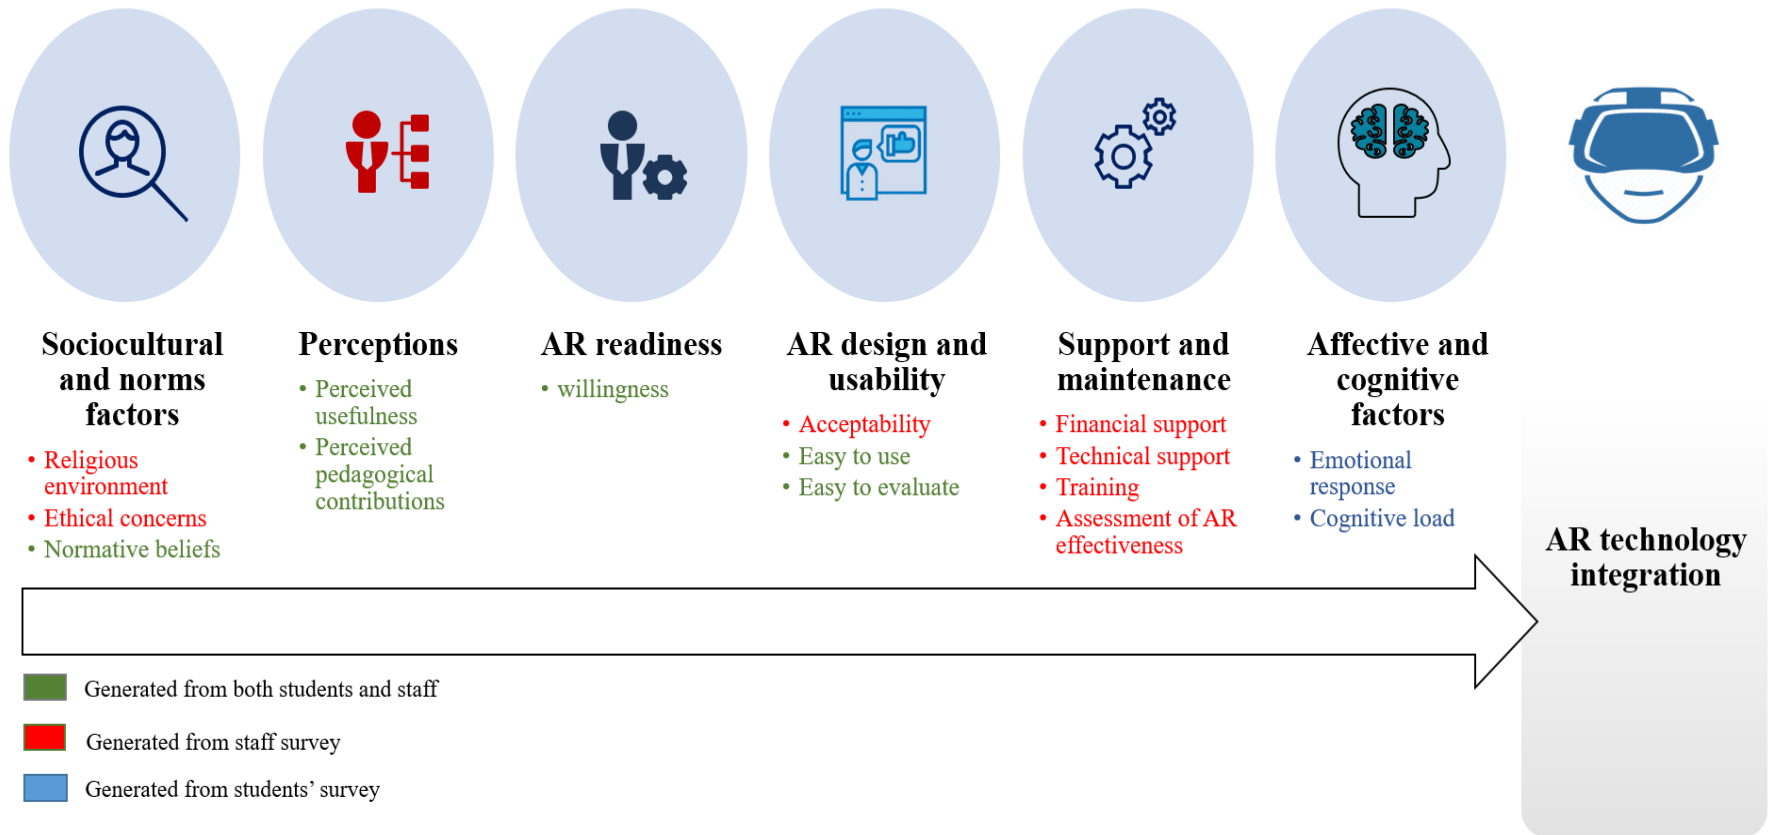 Sociocultural
and norms
factors
• Religious
environment
• Ethical concerns
• Normative beliefs
Perceptions
• Perceived
usefulness
• Perceived
pedagogical
contributions
AR readiness
• willingness
AR design and
usability
• Acceptability
• Easy to use
• Easy to evaluate
Support and
maintenance
• Financial support
• Technical support
• Training
• Assessment of AR
effectiveness
Affective and
cognitive
factors
• Emotional
response
• Cognitive load
AR technology
integration
Generated from both students and staff
Generated from staff survey
Generated from students’ survey